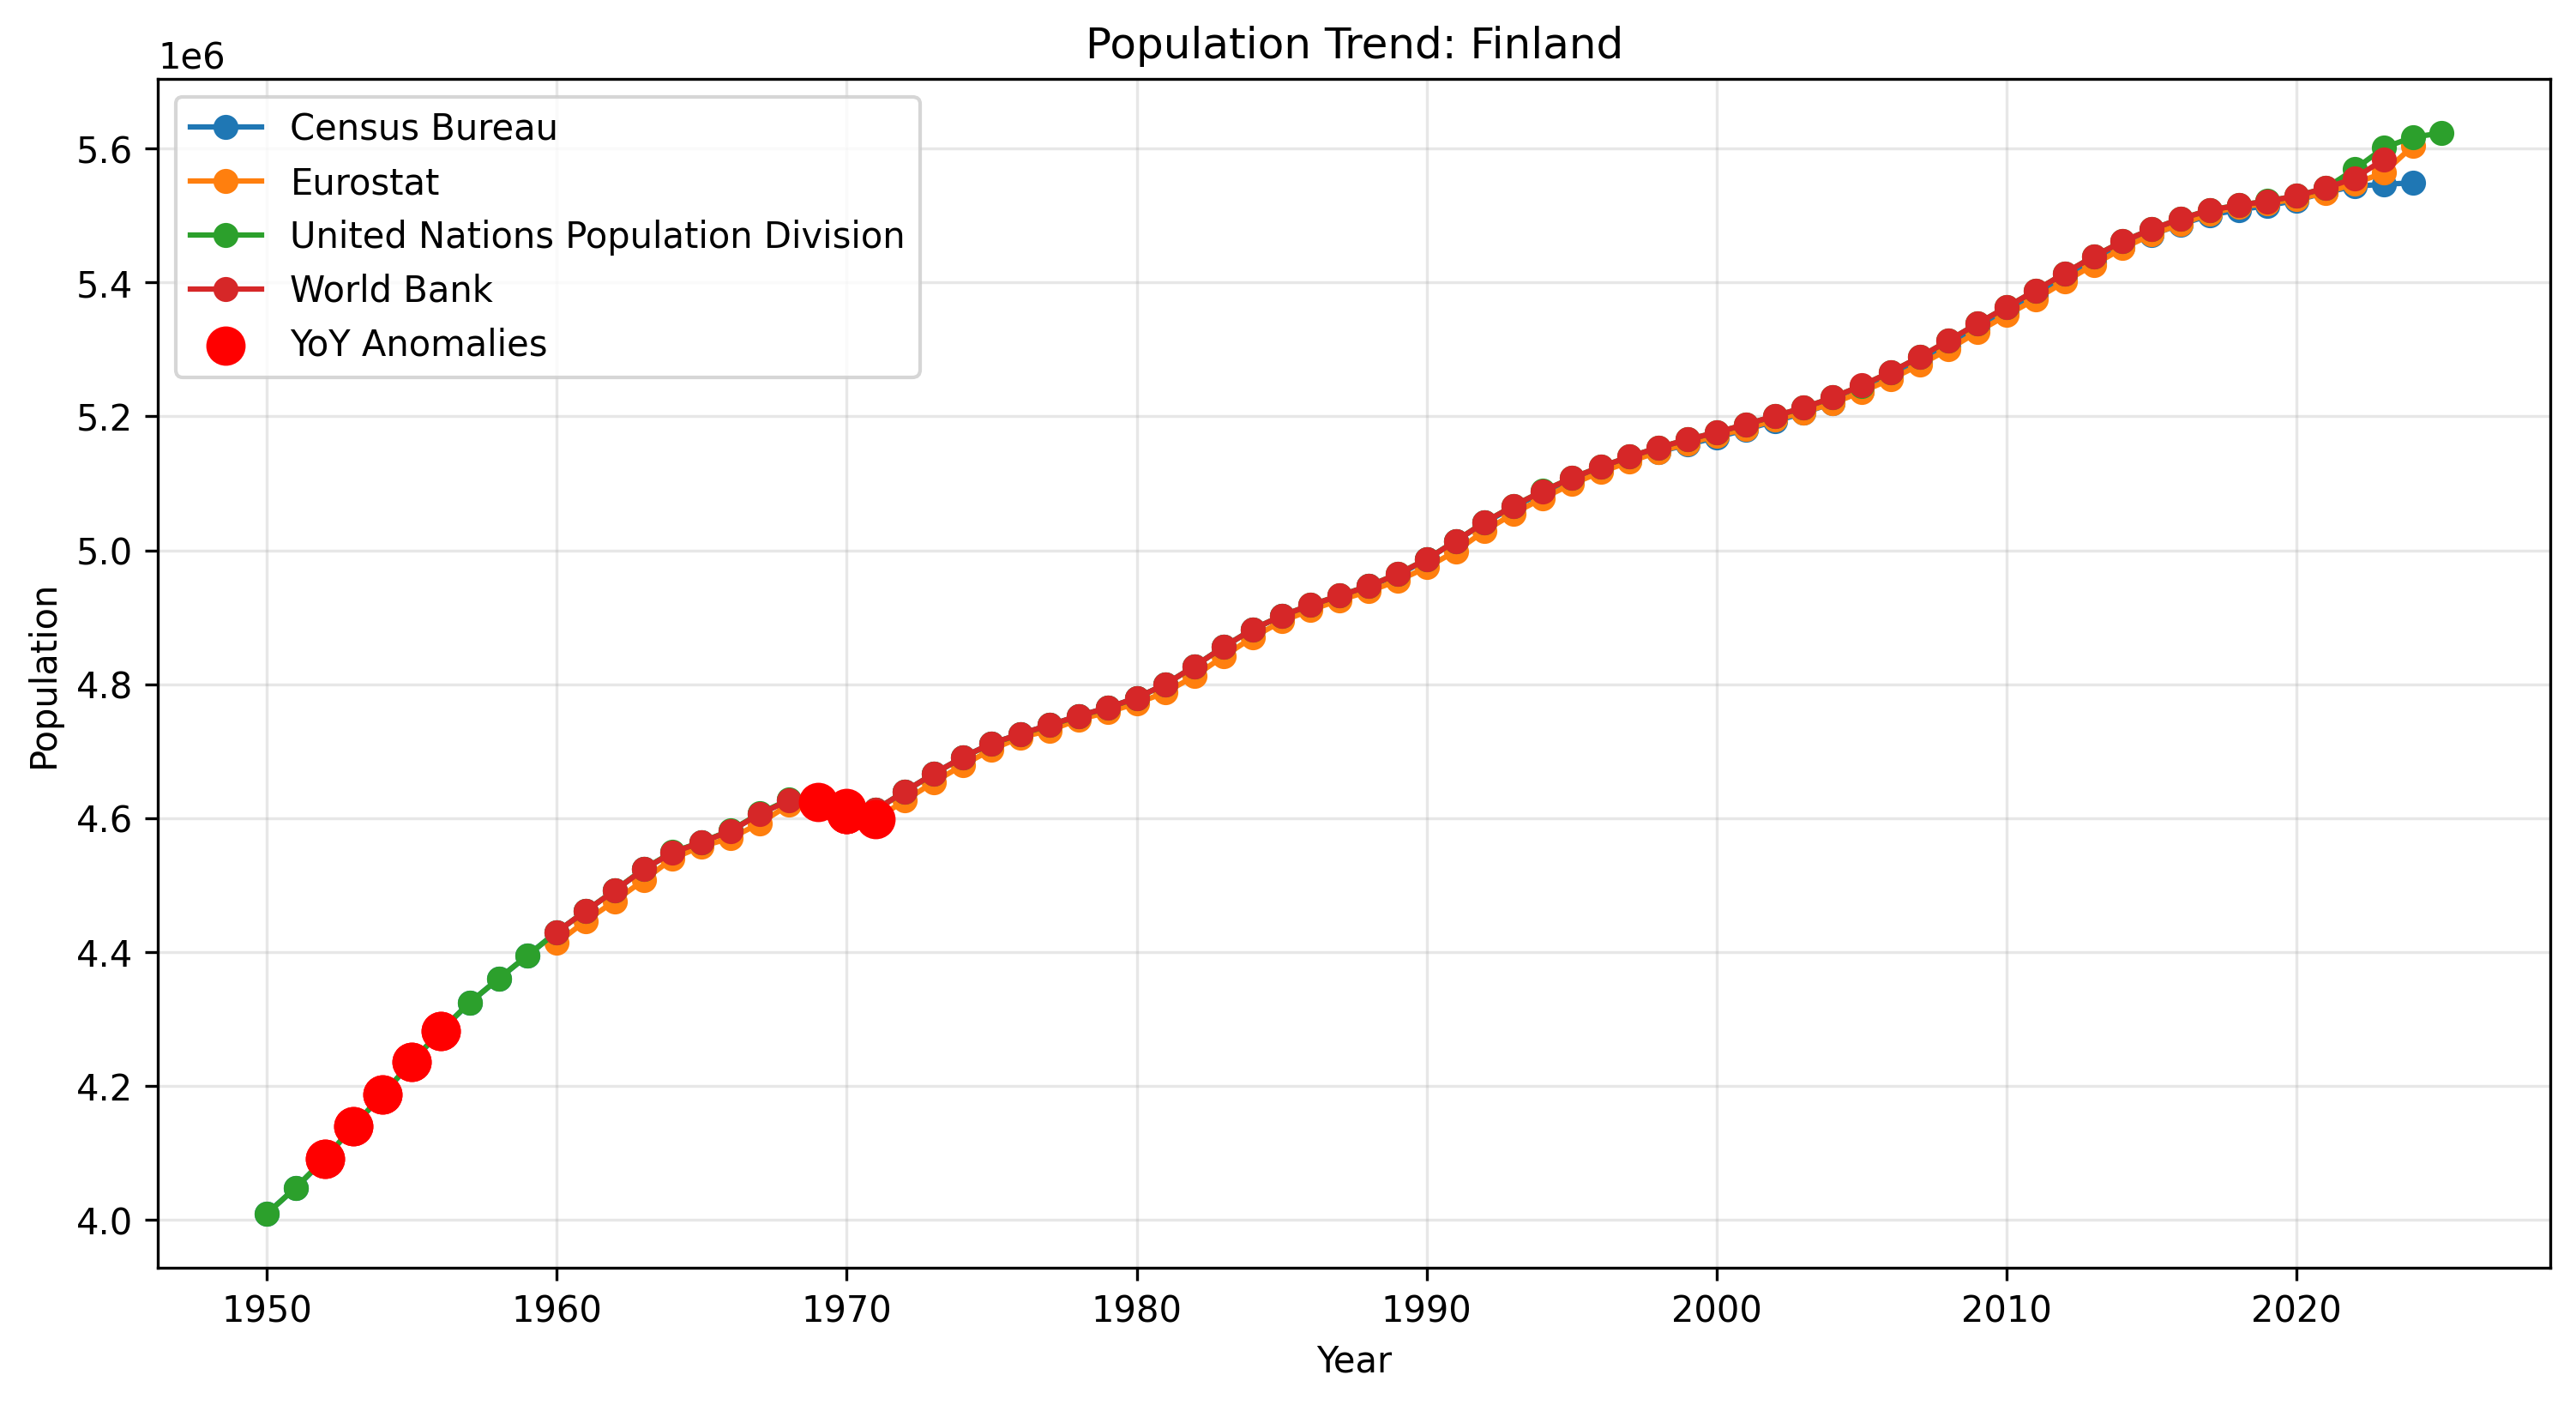 Population Trend: Finland
1e6
Census Bureau
Eurostat
United Nations Population Division
World Bank
YoY Anomalies
5.6
5.4
5.2
5.0
4.8
4.6
4.4
4.2
4.0
Population
1950 1960 1970 1980 1990 2000 2010 2020
Year